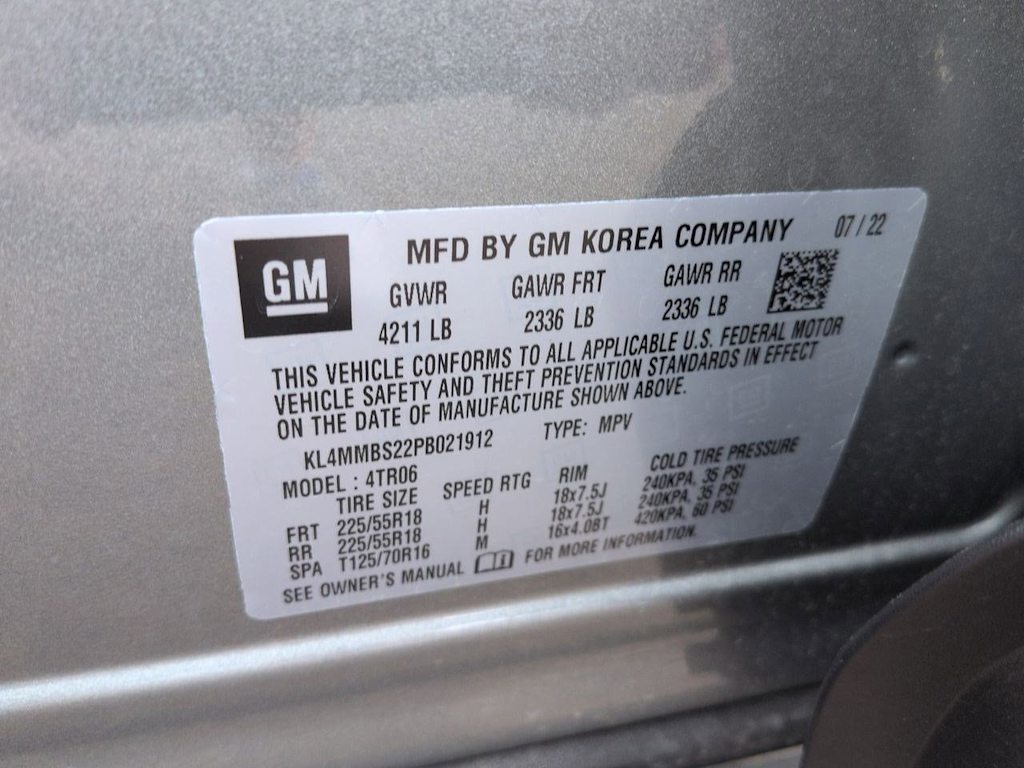 GM
MFD BY GM KOREA COMPANY 07 / 22
GVWR GAWR FRT GAWR RR
4211 LB 2336 LB 2336 LB
THIS VEHICLE CONFORMS TO ALL APPLICABLE U.S. FEDERAL MOTOR
VEHICLE SAFETY AND THEFT PREVENTION STANDARDS IN EFFECT
ON THE DATE OF MANUFACTURE SHOWN ABOVE.
KL4MMBS22PB021912 TYPE: MPV
MODEL : 4TR06
TIRE SIZE SPEED RTG RIM COLD TIRE PRESSURE
FRT 225/55R18 H 18x7.5J 240KPA, 35 PSI
RR 225/55R18 H 18x7.5J 240KPA, 35 PSI
SPA T125/70R16 M 16x4.0BT 420KPA, 60 PSI
SEE OWNER'S MANUAL FOR MORE INFORMATION.